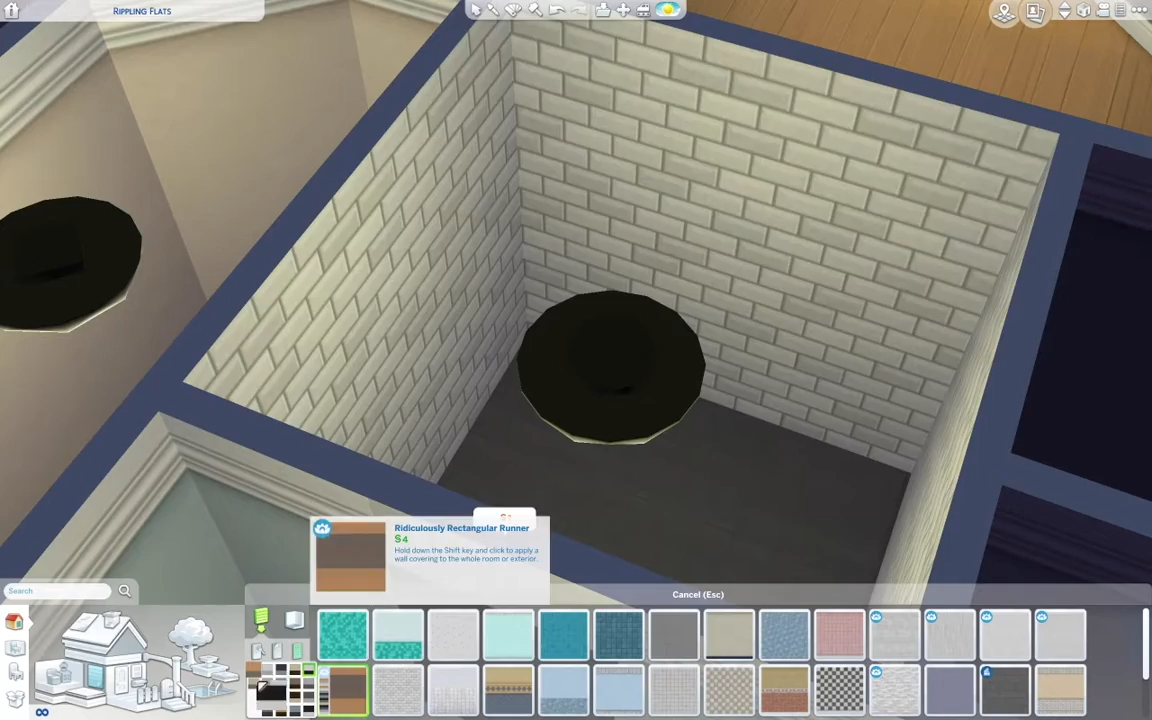 RIPPLING FLATS
Ridiculously Rectangular Runner
§4
Hold down the Shift key and click to apply a
wall covering to the whole room or exterior.
Search
Cancel (Esc)